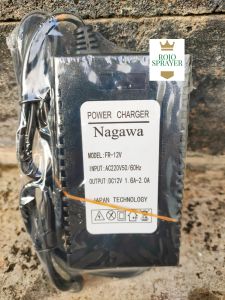 ROJO
SPRAYER
POWER CHARGER
Nagawa
MODEL:FR-12V
INPUT:AC220V50/60Hz
OUTPUT:DC12V 1.6A-2.0A
JAPAN TECHNOLOGY